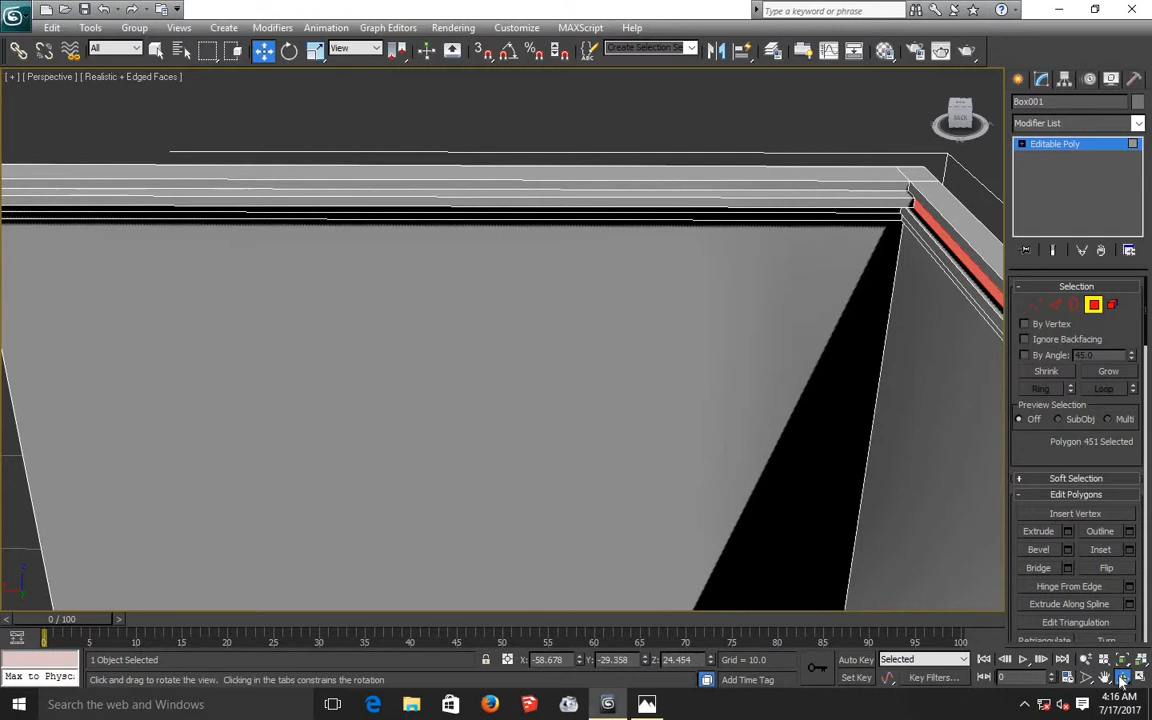 Type a keyword or phrase
Edit Tools Group Views Create Modifiers Animation Graph Editors Rendering Customize MAXScript Help
All View Create Selection Se
[ + ] [ Perspective ] [ Realistic + Edged Faces ]
BACK
Box001
Modifier List
Editable Poly
Selection
By Vertex
Ignore Backfacing
By Angle: 45.0
Shrink Grow
Ring Loop
Preview Selection
Off SubObj Multi
Polygon 451 Selected
Soft Selection
Edit Polygons
Insert Vertex
Extrude Outline
Bevel Inset
Bridge Flip
Hinge From Edge
Extrude Along Spline
Edit Triangulation
Retriangulate Turn
0 / 100
0 5 10 15 20 25 30 35 40 45 50 55 60 65 70 75 80 85 90 95 100
1 Object Selected X: -58.678 Y: -29.358 Z: 24.454 Grid = 10.0 Auto Key Selected
Max to Physc Click and drag to rotate the view. Clicking in the tabs constrains the rotation Add Time Tag Set Key Key Filters... 0
Search the web and Windows
4:16 AM
7/17/2017